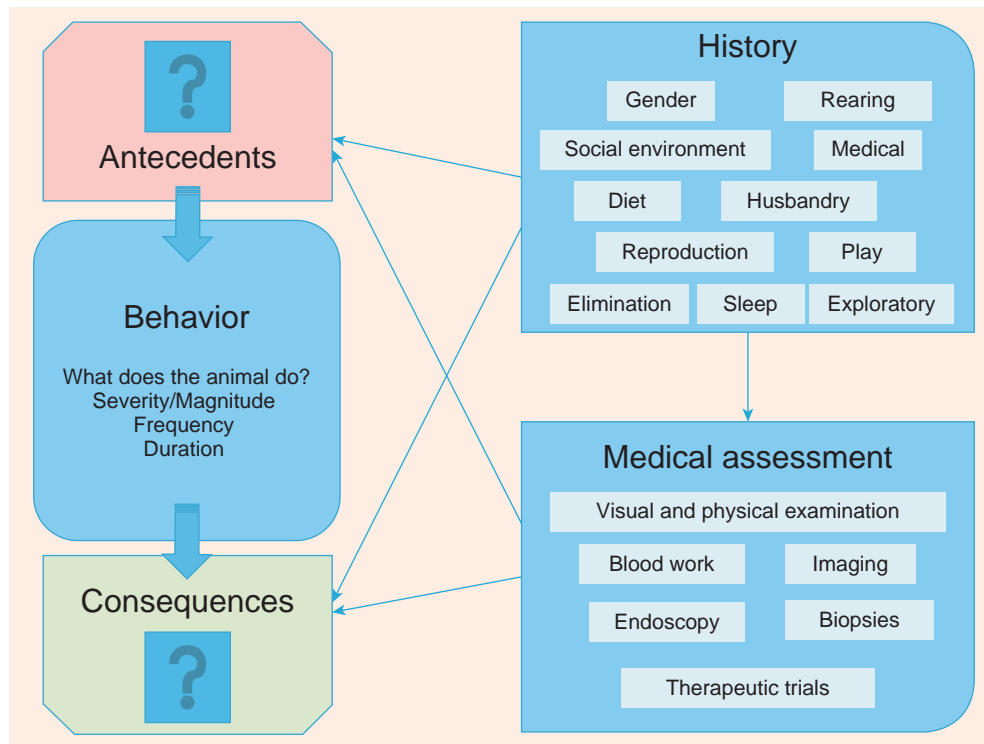 ?
Antecedents
Behavior
What does the animal do?
Severity/Magnitude
Frequency
Duration
Consequences
?
History
Gender
Rearing
Social environment
Medical
Diet
Husbandry
Reproduction
Play
Elimination
Sleep
Exploratory
Medical assessment
Visual and physical examination
Blood work
Imaging
Endoscopy
Biopsies
Therapeutic trials